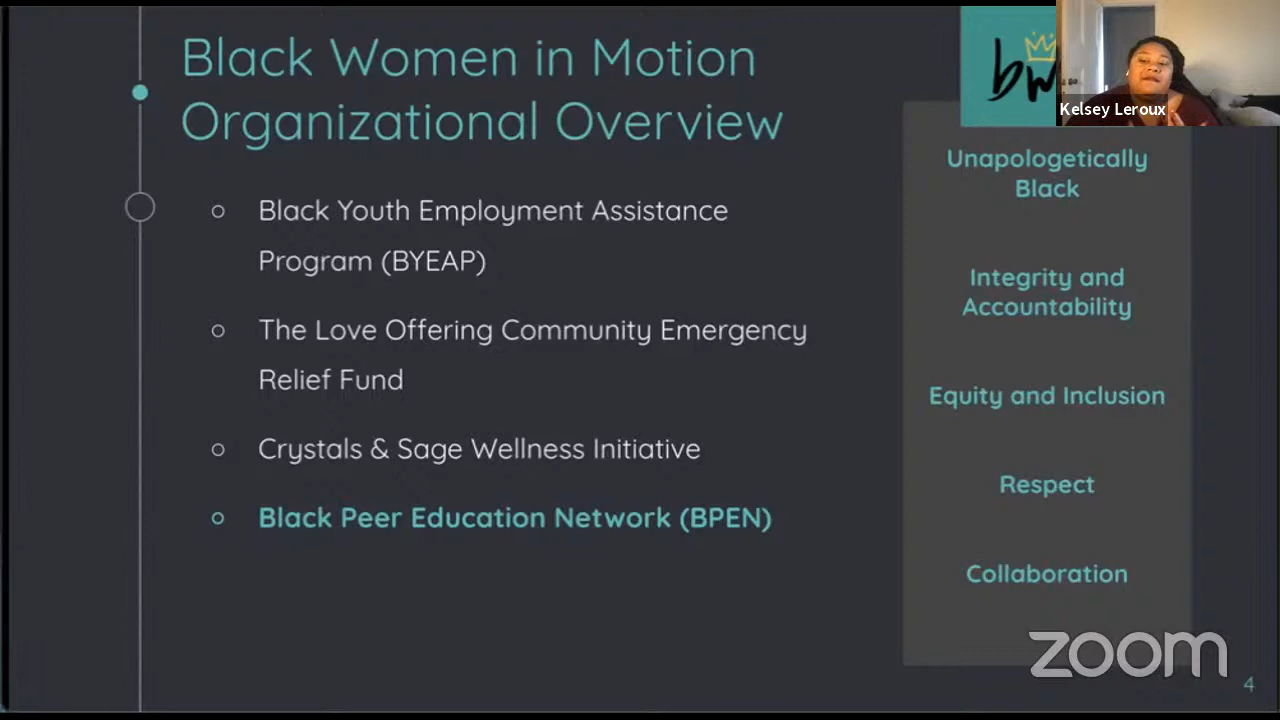 Black Women in Motion
Organizational Overview
Black Youth Employment Assistance
Program (BYEAP)
The Love Offering Community Emergency
Relief Fund
Crystals & Sage Wellness Initiative
Black Peer Education Network (BPEN)
bw
Kelsey Leroux
Unapologetically
Black
Integrity and
Accountability
Equity and Inclusion
Respect
Collaboration
zoom
4